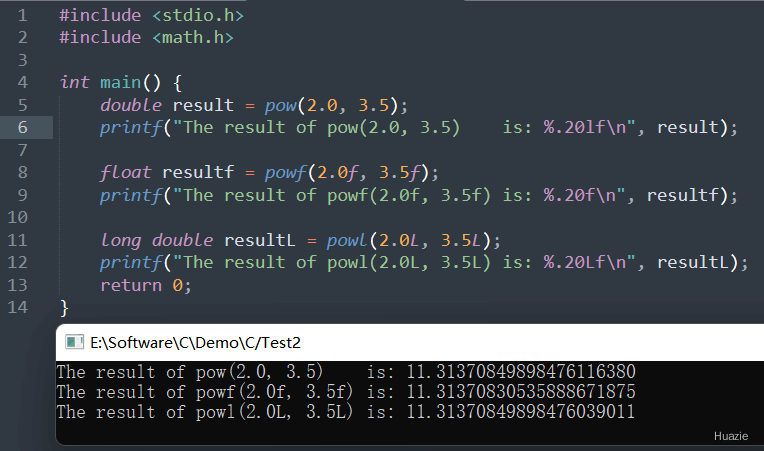 1 #include <stdio.h>
2 #include <math.h>
3
4 int main() {
5     double result = pow(2.0, 3.5);
6     printf("The result of pow(2.0, 3.5)    is: %.20lf\n", result);
7
8     float resultf = powf(2.0f, 3.5f);
9     printf("The result of powf(2.0f, 3.5f) is: %.20f\n", resultf);
10
11     long double resultL = powl(2.0L, 3.5L);
12     printf("The result of powl(2.0L, 3.5L) is: %.20Lf\n", resultL);
13     return 0;
14 }
E:\Software\C\Demo\C/Test2
The result of pow(2.0, 3.5)    is: 11.31370849898476116380
The result of powf(2.0f, 3.5f) is: 11.31370830535888671875
The result of powl(2.0L, 3.5L) is: 11.31370849898476039011
Huazie